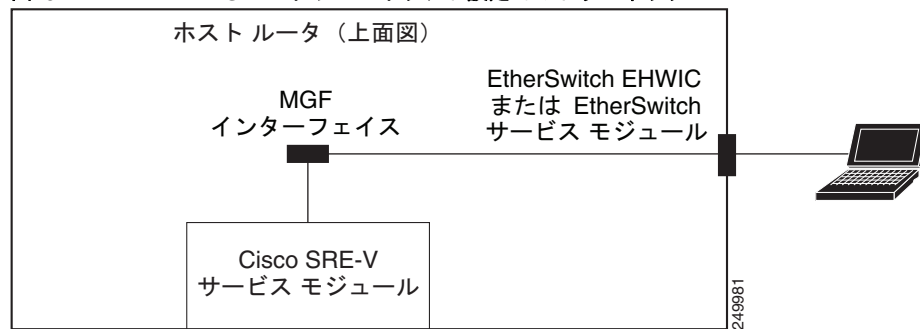 ホスト ルータ（上面図）
EtherSwitch EHWIC
または EtherSwitch
サービス モジュール
MGF
インターフェイス
Cisco SRE-V
サービス モジュール
249981